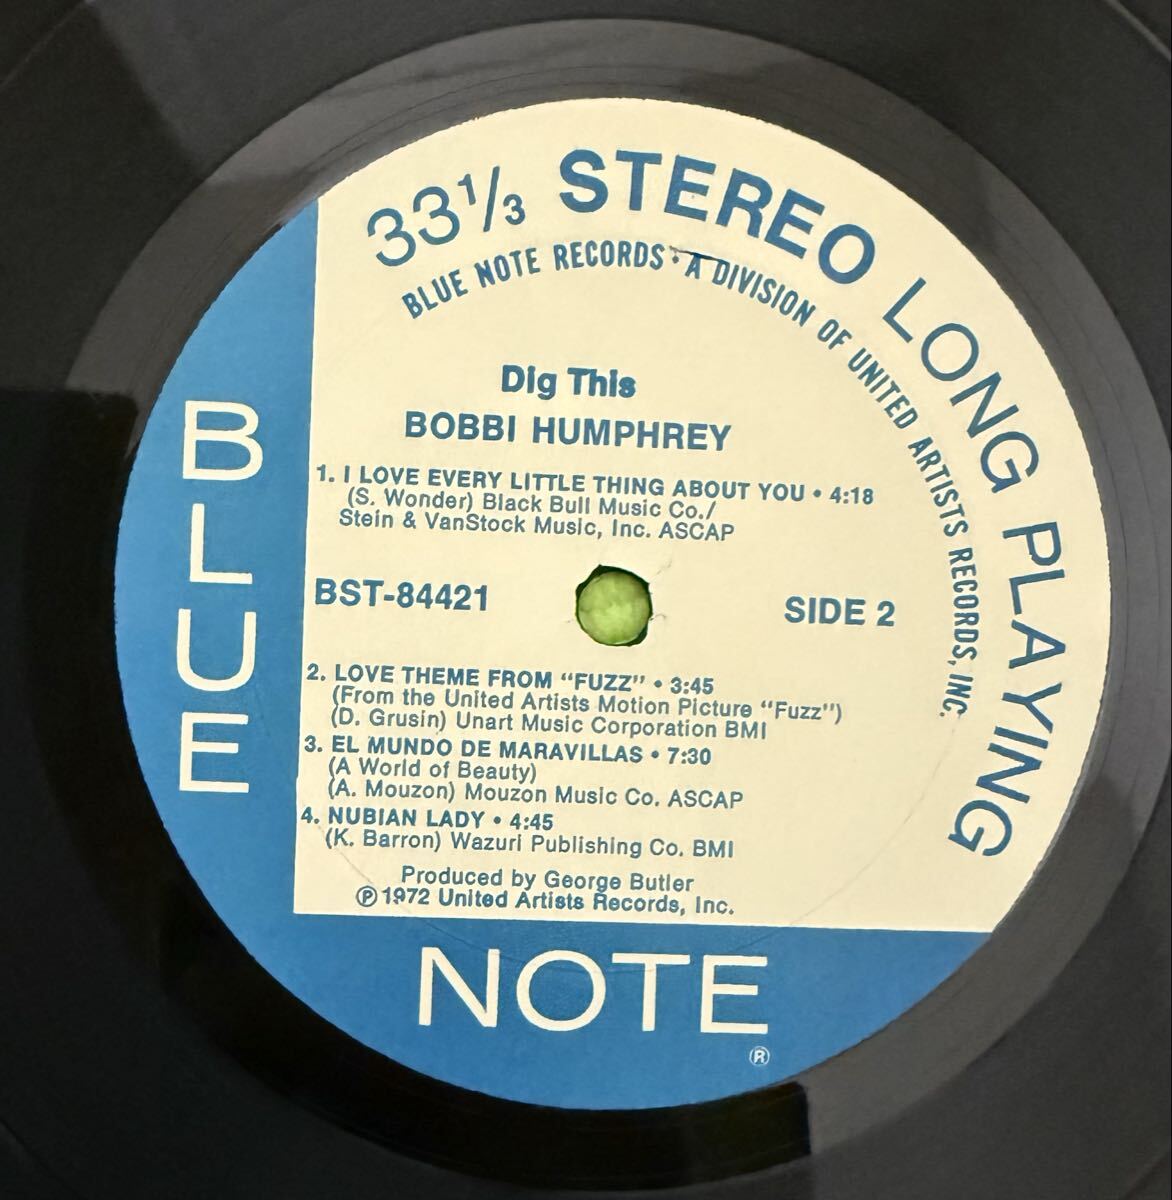 33⅓ STEREO LONG PLAYING
BLUE NOTE RECORDS • A DIVISION OF UNITED ARTISTS RECORDS, INC.
Dig This
BOBBI HUMPHREY
1. I LOVE EVERY LITTLE THING ABOUT YOU • 4:18
(S. Wonder) Black Bull Music Co./
Stein & VanStock Music, Inc. ASCAP
BST-84421
SIDE 2
2. LOVE THEME FROM "FUZZ" • 3:45
(From the United Artists Motion Picture "Fuzz")
(D. Grusin) Unart Music Corporation BMI
3. EL MUNDO DE MARAVILLAS • 7:30
(A World of Beauty)
(A. Mouzon) Mouzon Music Co. ASCAP
4. NUBIAN LADY • 4:45
(K. Barron) Wazuri Publishing Co. BMI
Produced by George Butler
℗1972 United Artists Records, Inc.
BLUE
NOTE
®